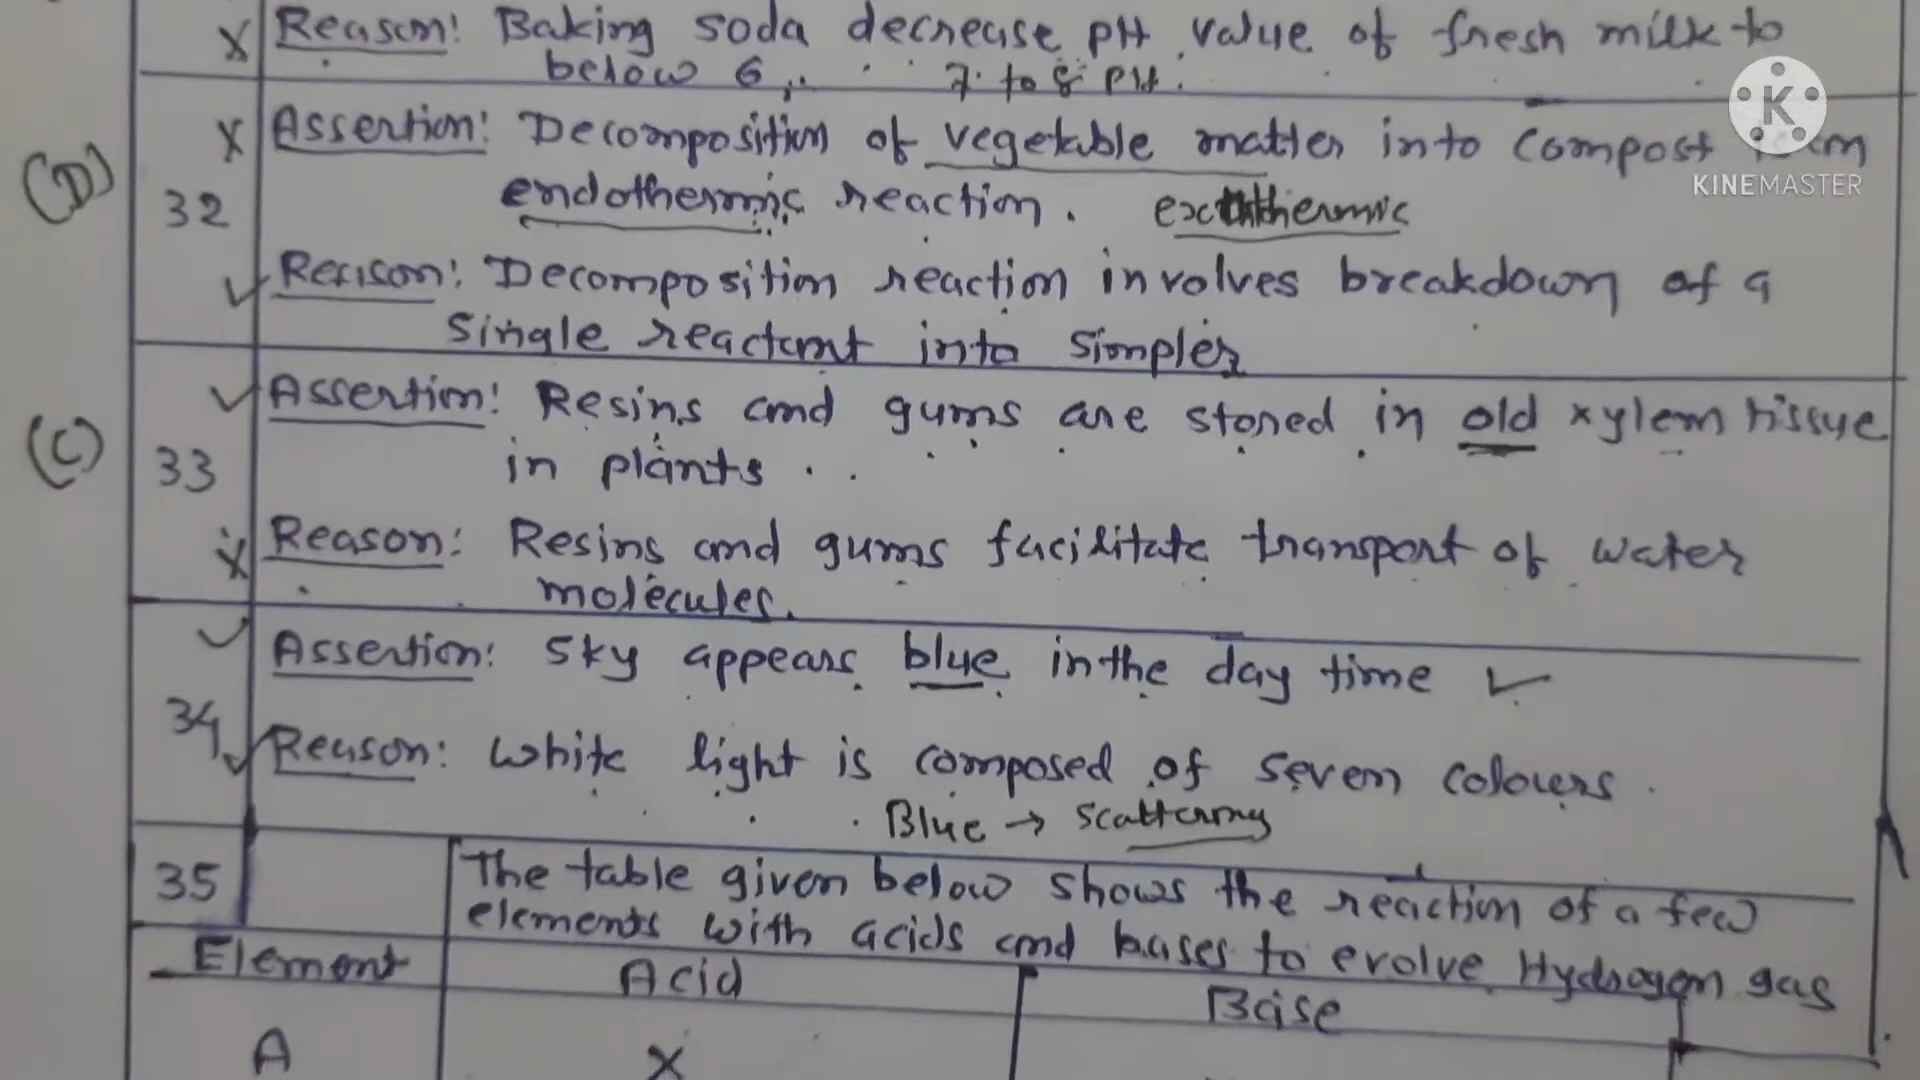 x Reason: Baking soda decrease pH value of fresh milk to
below 6,. 7 to 8 PH.
(D) 32 x Assertion: Decomposition of vegetable matter into compost
endothermic reaction. exothermic
✓ Reason: Decomposition reaction involves breakdown of a
single reactant into simpler
(C) 33 ✓ Assertion: Resins and gums are stored in old xylem tissue
in plants
x Reason: Resins and gums facilitate transport of water
molecules.
34 ✓ Assertion: Sky appears blue in the day time ✓
✓ Reason: White light is composed of seven colours.
Blue → Scattering
35 The table given below shows the reaction of a few
elements with acids and bases to evolve Hydrogen gas
Element Acid Base
A x
K
KINEMASTER